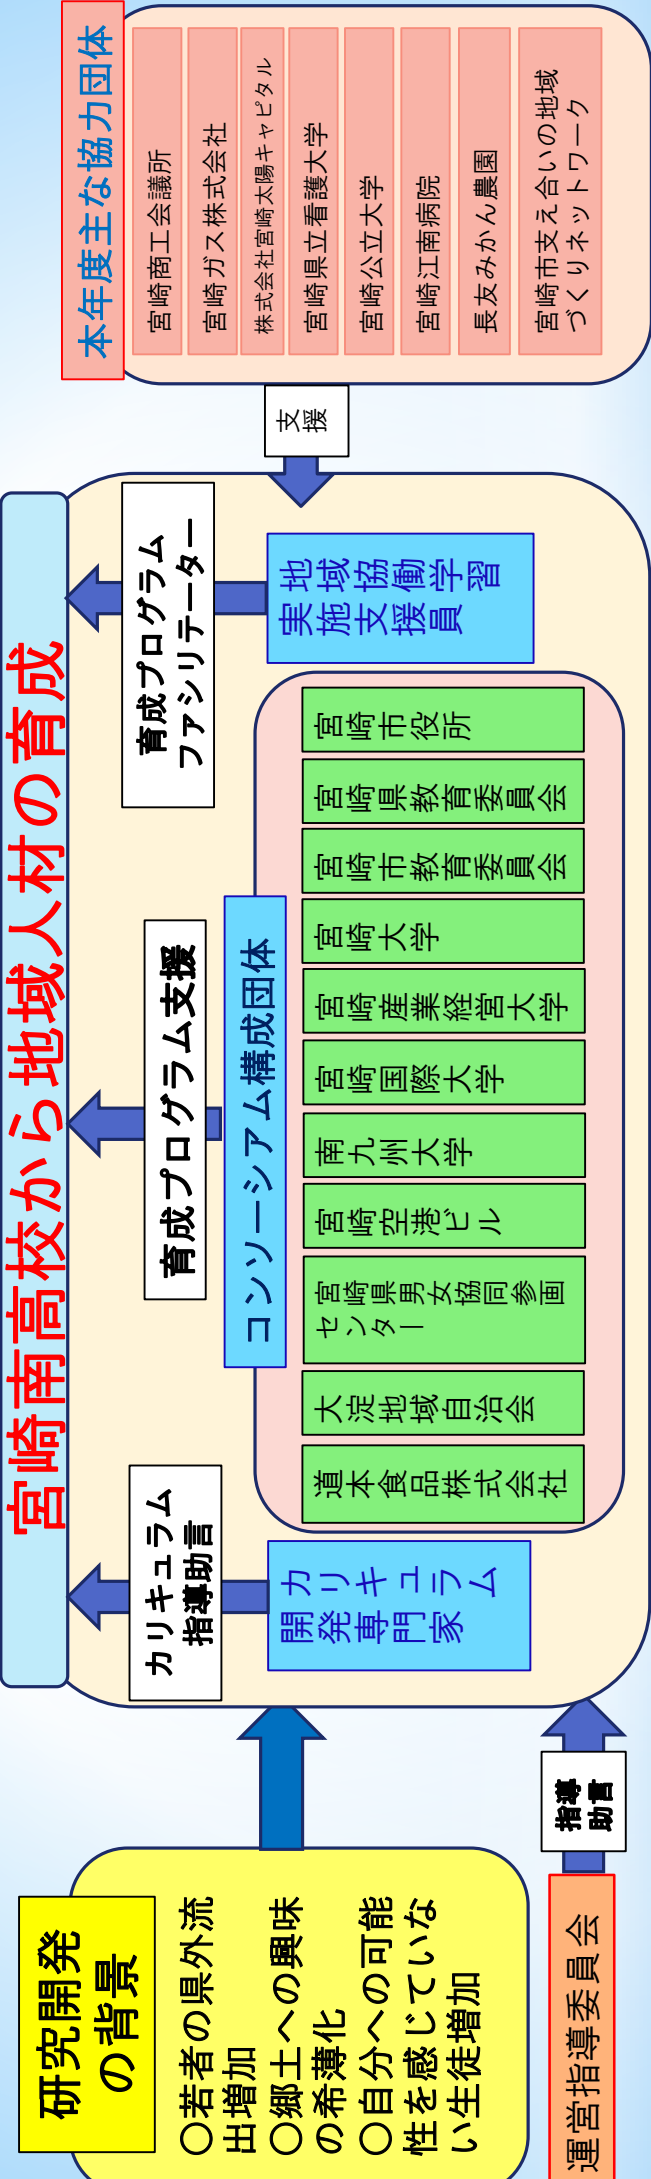 宮崎南高校から地域人材の育成
研究開発
の背景
○若者の県外流
出増加
○郷土への興味
の希薄化
○自分への可能
性を感じていな
い生徒増加
運営指導委員会
指導
助言
カリキュラム
指導助言
カリキュラム
開発専門家
育成プログラム支援
コンソーシアム構成団体
道本食品株式会社
大淀地域自治会
宮崎県男女協同参画
センター
宮崎空港ビル
南九州大学
宮崎国際大学
宮崎産業経営大学
宮崎大学
宮崎市教育委員会
宮崎県教育委員会
宮崎市役所
育成プログラム
ファシリテーター
地域協働学習
実施支援員
支
援
本年度主な協力団体
宮崎商工会議所
宮崎ガス株式会社
株式会社宮崎太陽キャピタル
宮崎県立看護大学
宮崎公立大学
宮崎江南病院
長友みかん農園
宮崎市支え合いの地域
づくりネットワーク